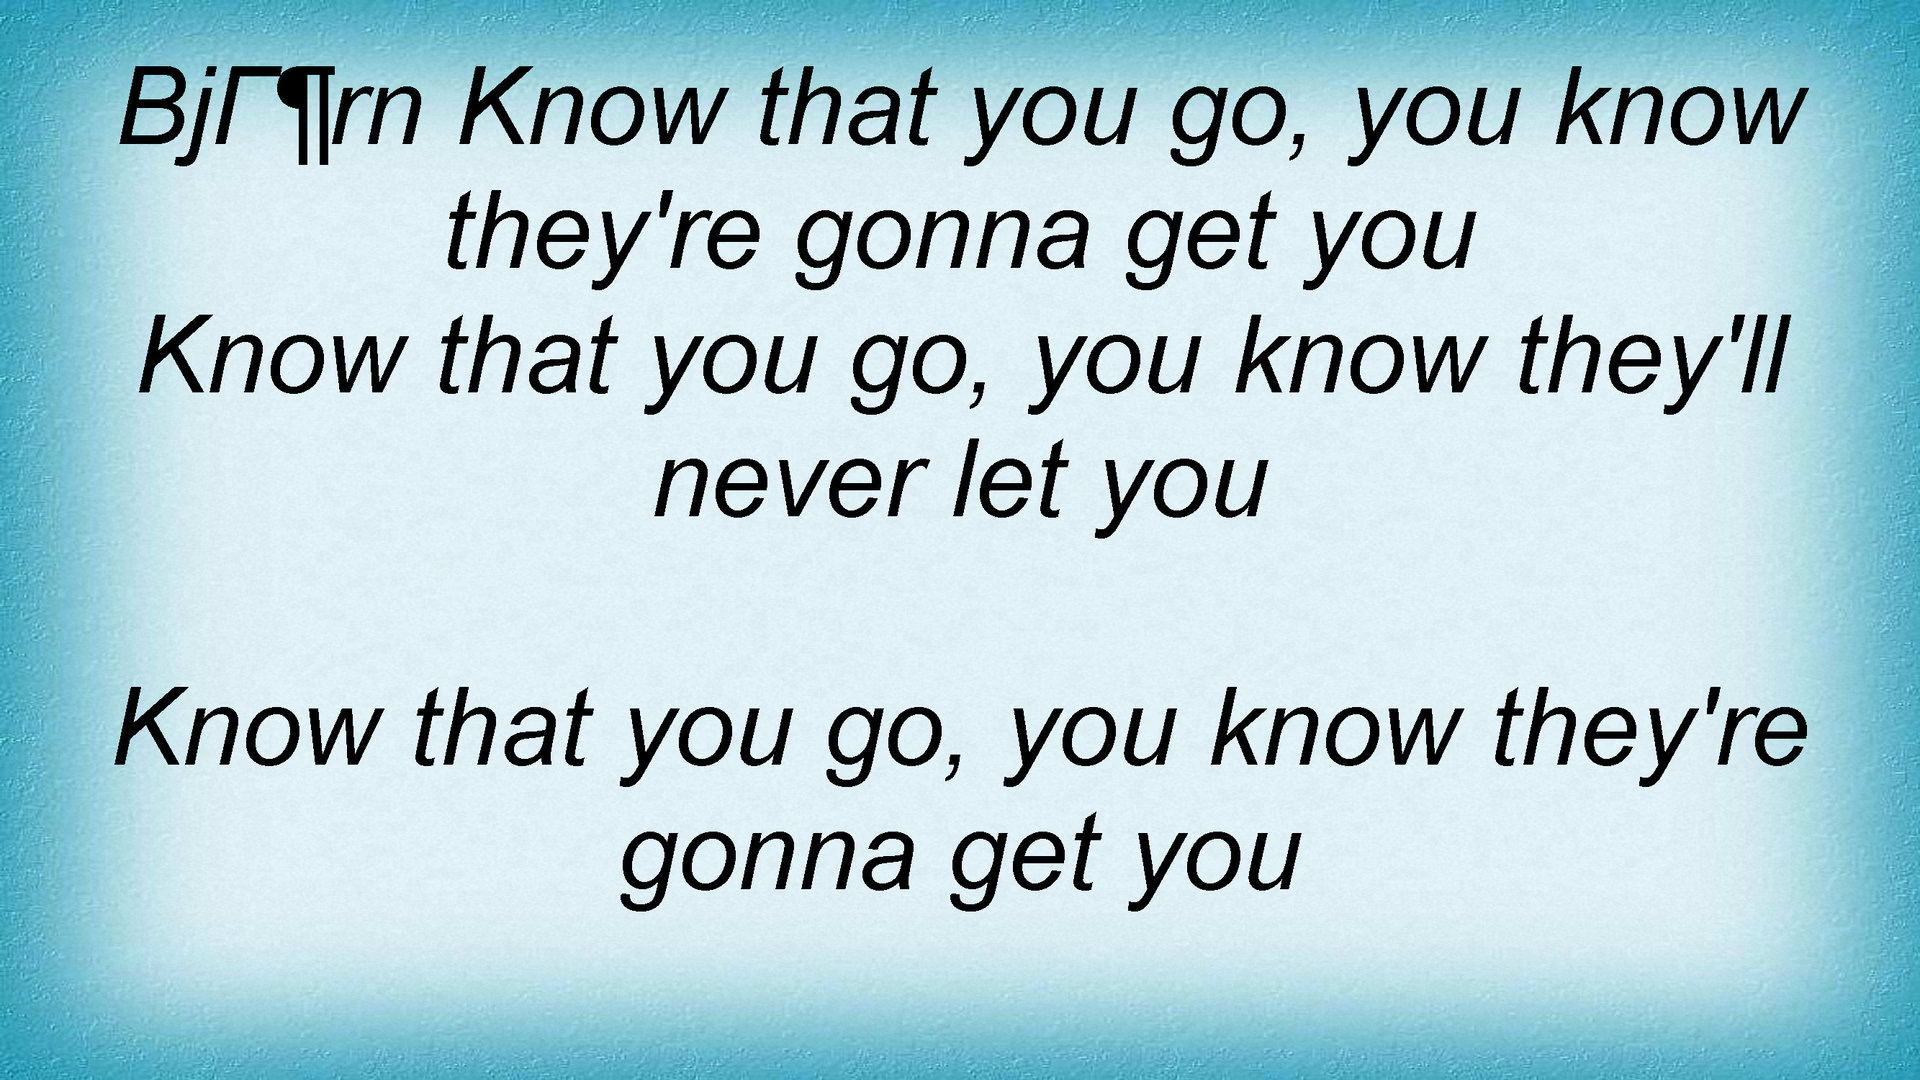 BjГ¶rn Know that you go, you know
they're gonna get you
Know that you go, you know they'll
never let you
Know that you go, you know they're
gonna get you